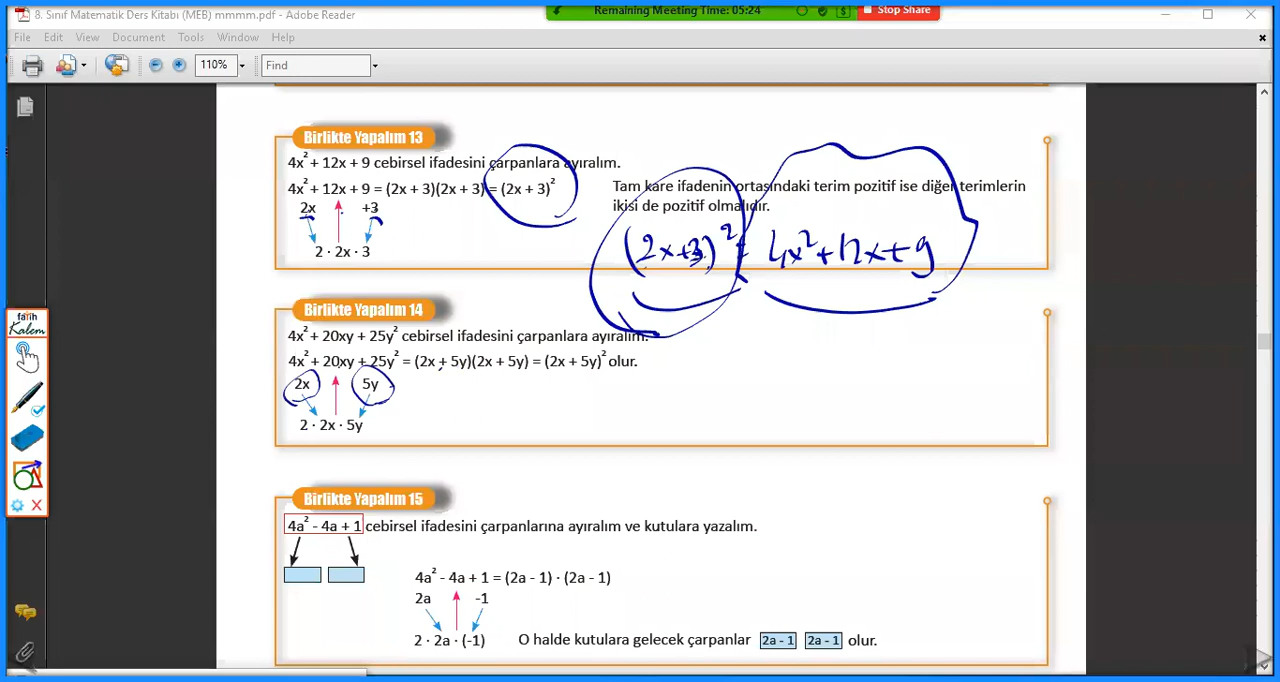 8. Sınıf Matematik Ders Kitabı (MEB) mmmm.pdf - Adobe Reader
Remaining Meeting Time: 05:24
Stop Share
File Edit View Document Tools Window Help
110%
Find
Birlikte Yapalım 13
4x² + 12x + 9 cebirsel ifadesini çarpanlara ayıralım.
4x² + 12x + 9 = (2x + 3)(2x + 3) = (2x + 3)²
2x +3
2 · 2x · 3
Tam kare ifadenin ortasındaki terim pozitif ise diğer terimlerin
ikisi de pozitif olmalıdır.
(2x+3)² = 4x²+12x+9
Birlikte Yapalım 14
4x² + 20xy + 25y² cebirsel ifadesini çarpanlara ayıralım.
4x² + 20xy + 25y² = (2x + 5y)(2x + 5y) = (2x + 5y)² olur.
2x 5y
2 · 2x · 5y
fatih
Kalem
Birlikte Yapalım 15
4a² - 4a + 1 cebirsel ifadesini çarpanlarına ayıralım ve kutulara yazalım.
4a² - 4a + 1 = (2a - 1) · (2a - 1)
2a -1
2 · 2a · (-1) O halde kutulara gelecek çarpanlar 2a - 1 2a - 1 olur.